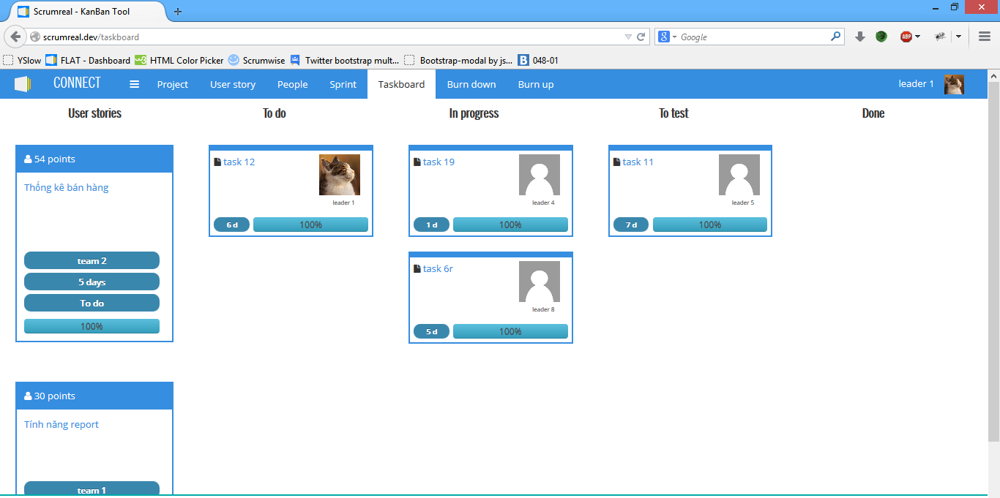 Scrumreal - KanBan Tool
scrumreal.dev/taskboard
Google
ABP
YSlow FLAT - Dashboard HTML Color Picker Scrumwise Twitter bootstrap mult... Bootstrap-modal by js... B 048-01
CONNECT Project User story People Sprint Taskboard Burn down Burn up leader 1
User stories To do In progress To test Done
54 points
Thống kê bán hàng
team 2
5 days
To do
100%
task 12
leader 1
6 d 100%
task 19
leader 4
1 d 100%
task 6r
leader 8
5 d 100%
task 11
leader 5
7 d 100%
30 points
Tính năng report
team 1